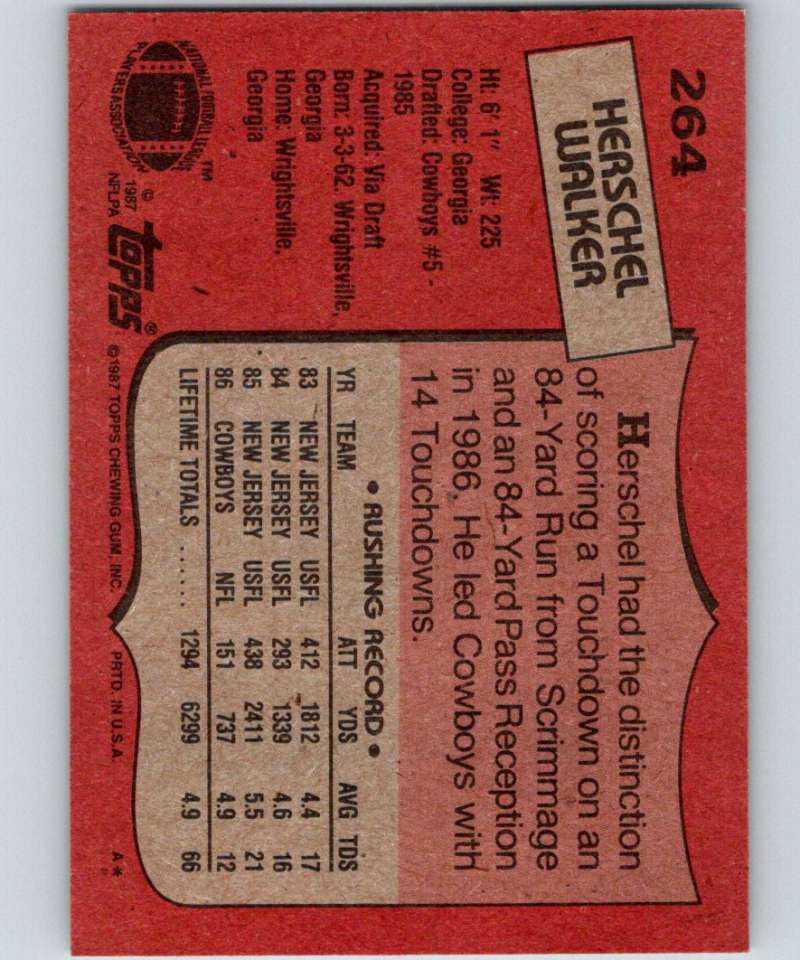 264
HERSCHEL
WALKER
Ht: 6' 1" Wt: 225
College: Georgia
Drafted: Cowboys #5 -
1985
Acquired: Via Draft
Born: 3-3-62, Wrightsville,
Georgia
Home: Wrightsville,
Georgia
NATIONAL FOOTBALL LEAGUE
PLAYERS ASSOCIATION
™
© 1987
NFLPA
topps®
Herschel had the distinction
of scoring a Touchdown on an
84-Yard Run from Scrimmage
and an 84-Yard Pass Reception
in 1986. He led Cowboys with
14 Touchdowns.
• RUSHING RECORD •
YR TEAM ATT YDS AVG TDS
83 NEW JERSEY USFL 412 1812 4.4 17
84 NEW JERSEY USFL 293 1339 4.6 16
85 NEW JERSEY USFL 438 2411 5.5 21
86 COWBOYS NFL 151 737 4.9 12
LIFETIME TOTALS ...... 1294 6299 4.9 66
©1987 TOPPS CHEWING GUM, INC. PRTD. IN U.S.A. A*